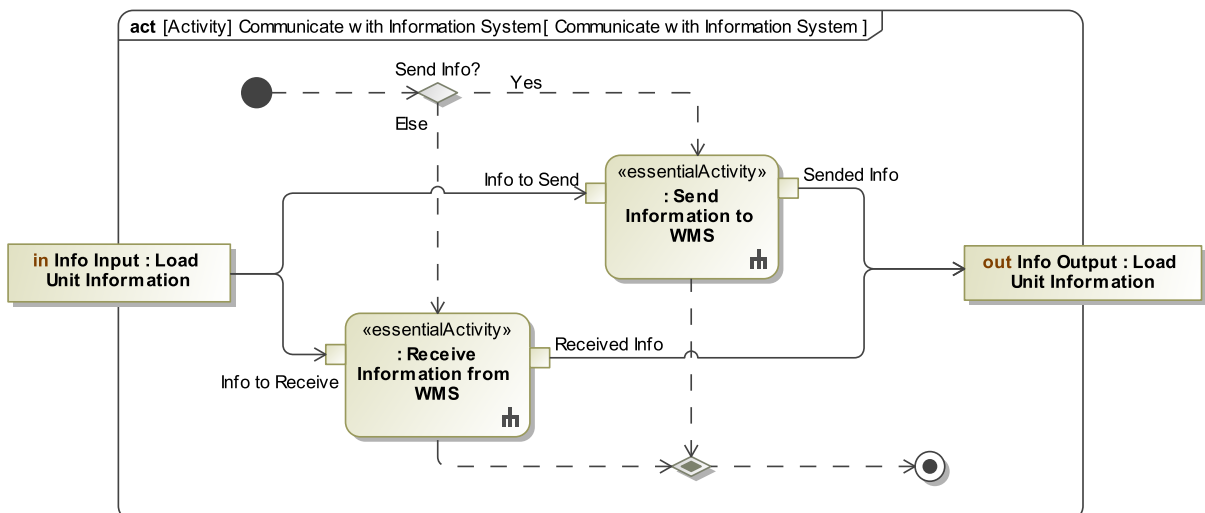 act [Activity] Communicate with Information System[ Communicate with Information System ]
Send Info?
Yes
Else
«essentialActivity»
: Send
Information to
WMS
Info to Send
Sended Info
in Info Input : Load
Unit Information
out Info Output : Load
Unit Information
«essentialActivity»
: Receive
Information from
WMS
Received Info
Info to Receive